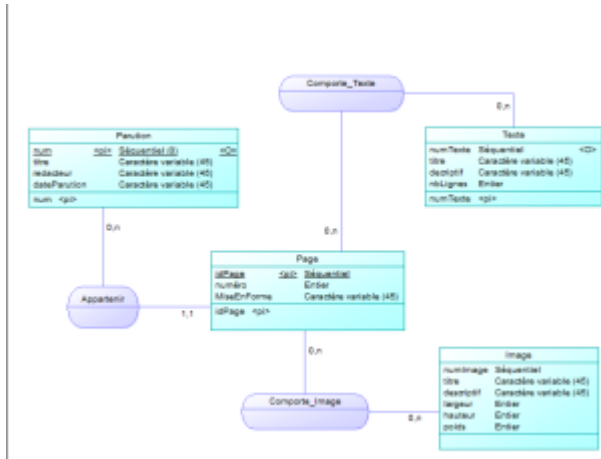 Comporte_Texte
0,n
Parution
num <pi> Séquentiel (8) <O>
titre Caractère variable (45)
redacteur Caractère variable (45)
dateParution Caractère variable (45)
num <pi>
Texte
numTexte Séquentiel <O>
titre Caractère variable (45)
descriptif Caractère variable (45)
nbLignes Entier
numTexte <pi>
0,n
0,n
Page
idPage <pi> Séquentiel
numéro Entier
MiseEnForme Caractère variable (45)
idPage <pi>
Appartenir
1,1
0,n
Image
numImage Séquentiel
titre Caractère variable (45)
descriptif Caractère variable (45)
largeur Entier
hauteur Entier
poids Entier
Comporte_Image
0,n